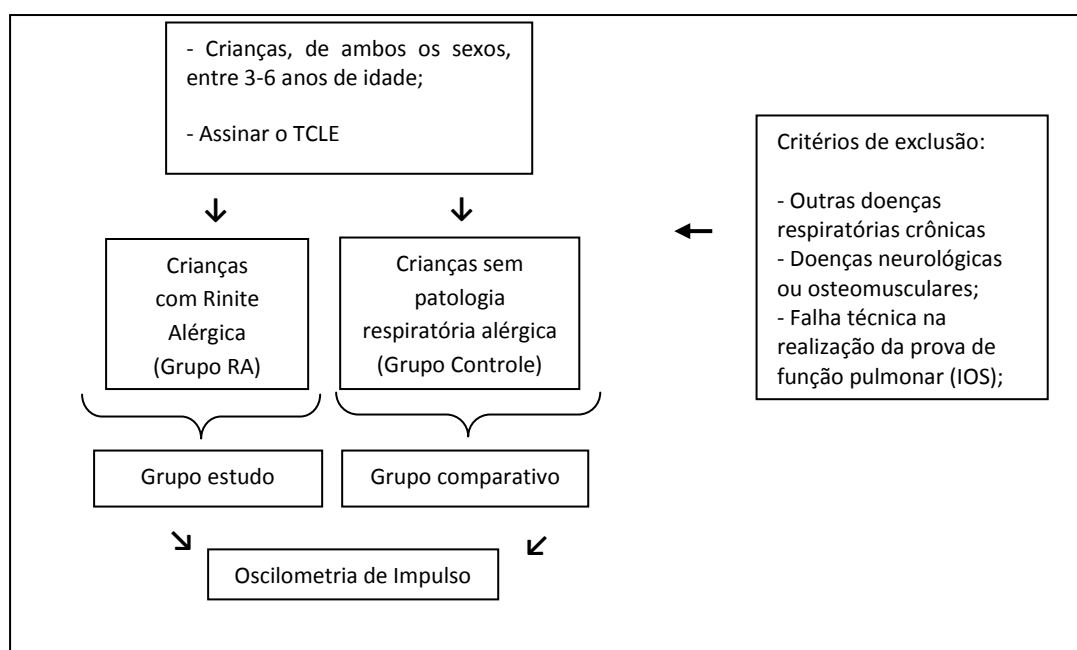 - Crianças, de ambos os sexos,
entre 3-6 anos de idade;
- Assinar o TCLE
Critérios de exclusão:
- Outras doenças
respiratórias crônicas
- Doenças neurológicas
ou osteomusculares;
- Falha técnica na
realização da prova de
função pulmonar (IOS);
Crianças
com Rinite
Alérgica
(Grupo RA)
Crianças sem
patologia
respiratória alérgica
(Grupo Controle)
Grupo estudo
Grupo comparativo
Oscilometria de Impulso